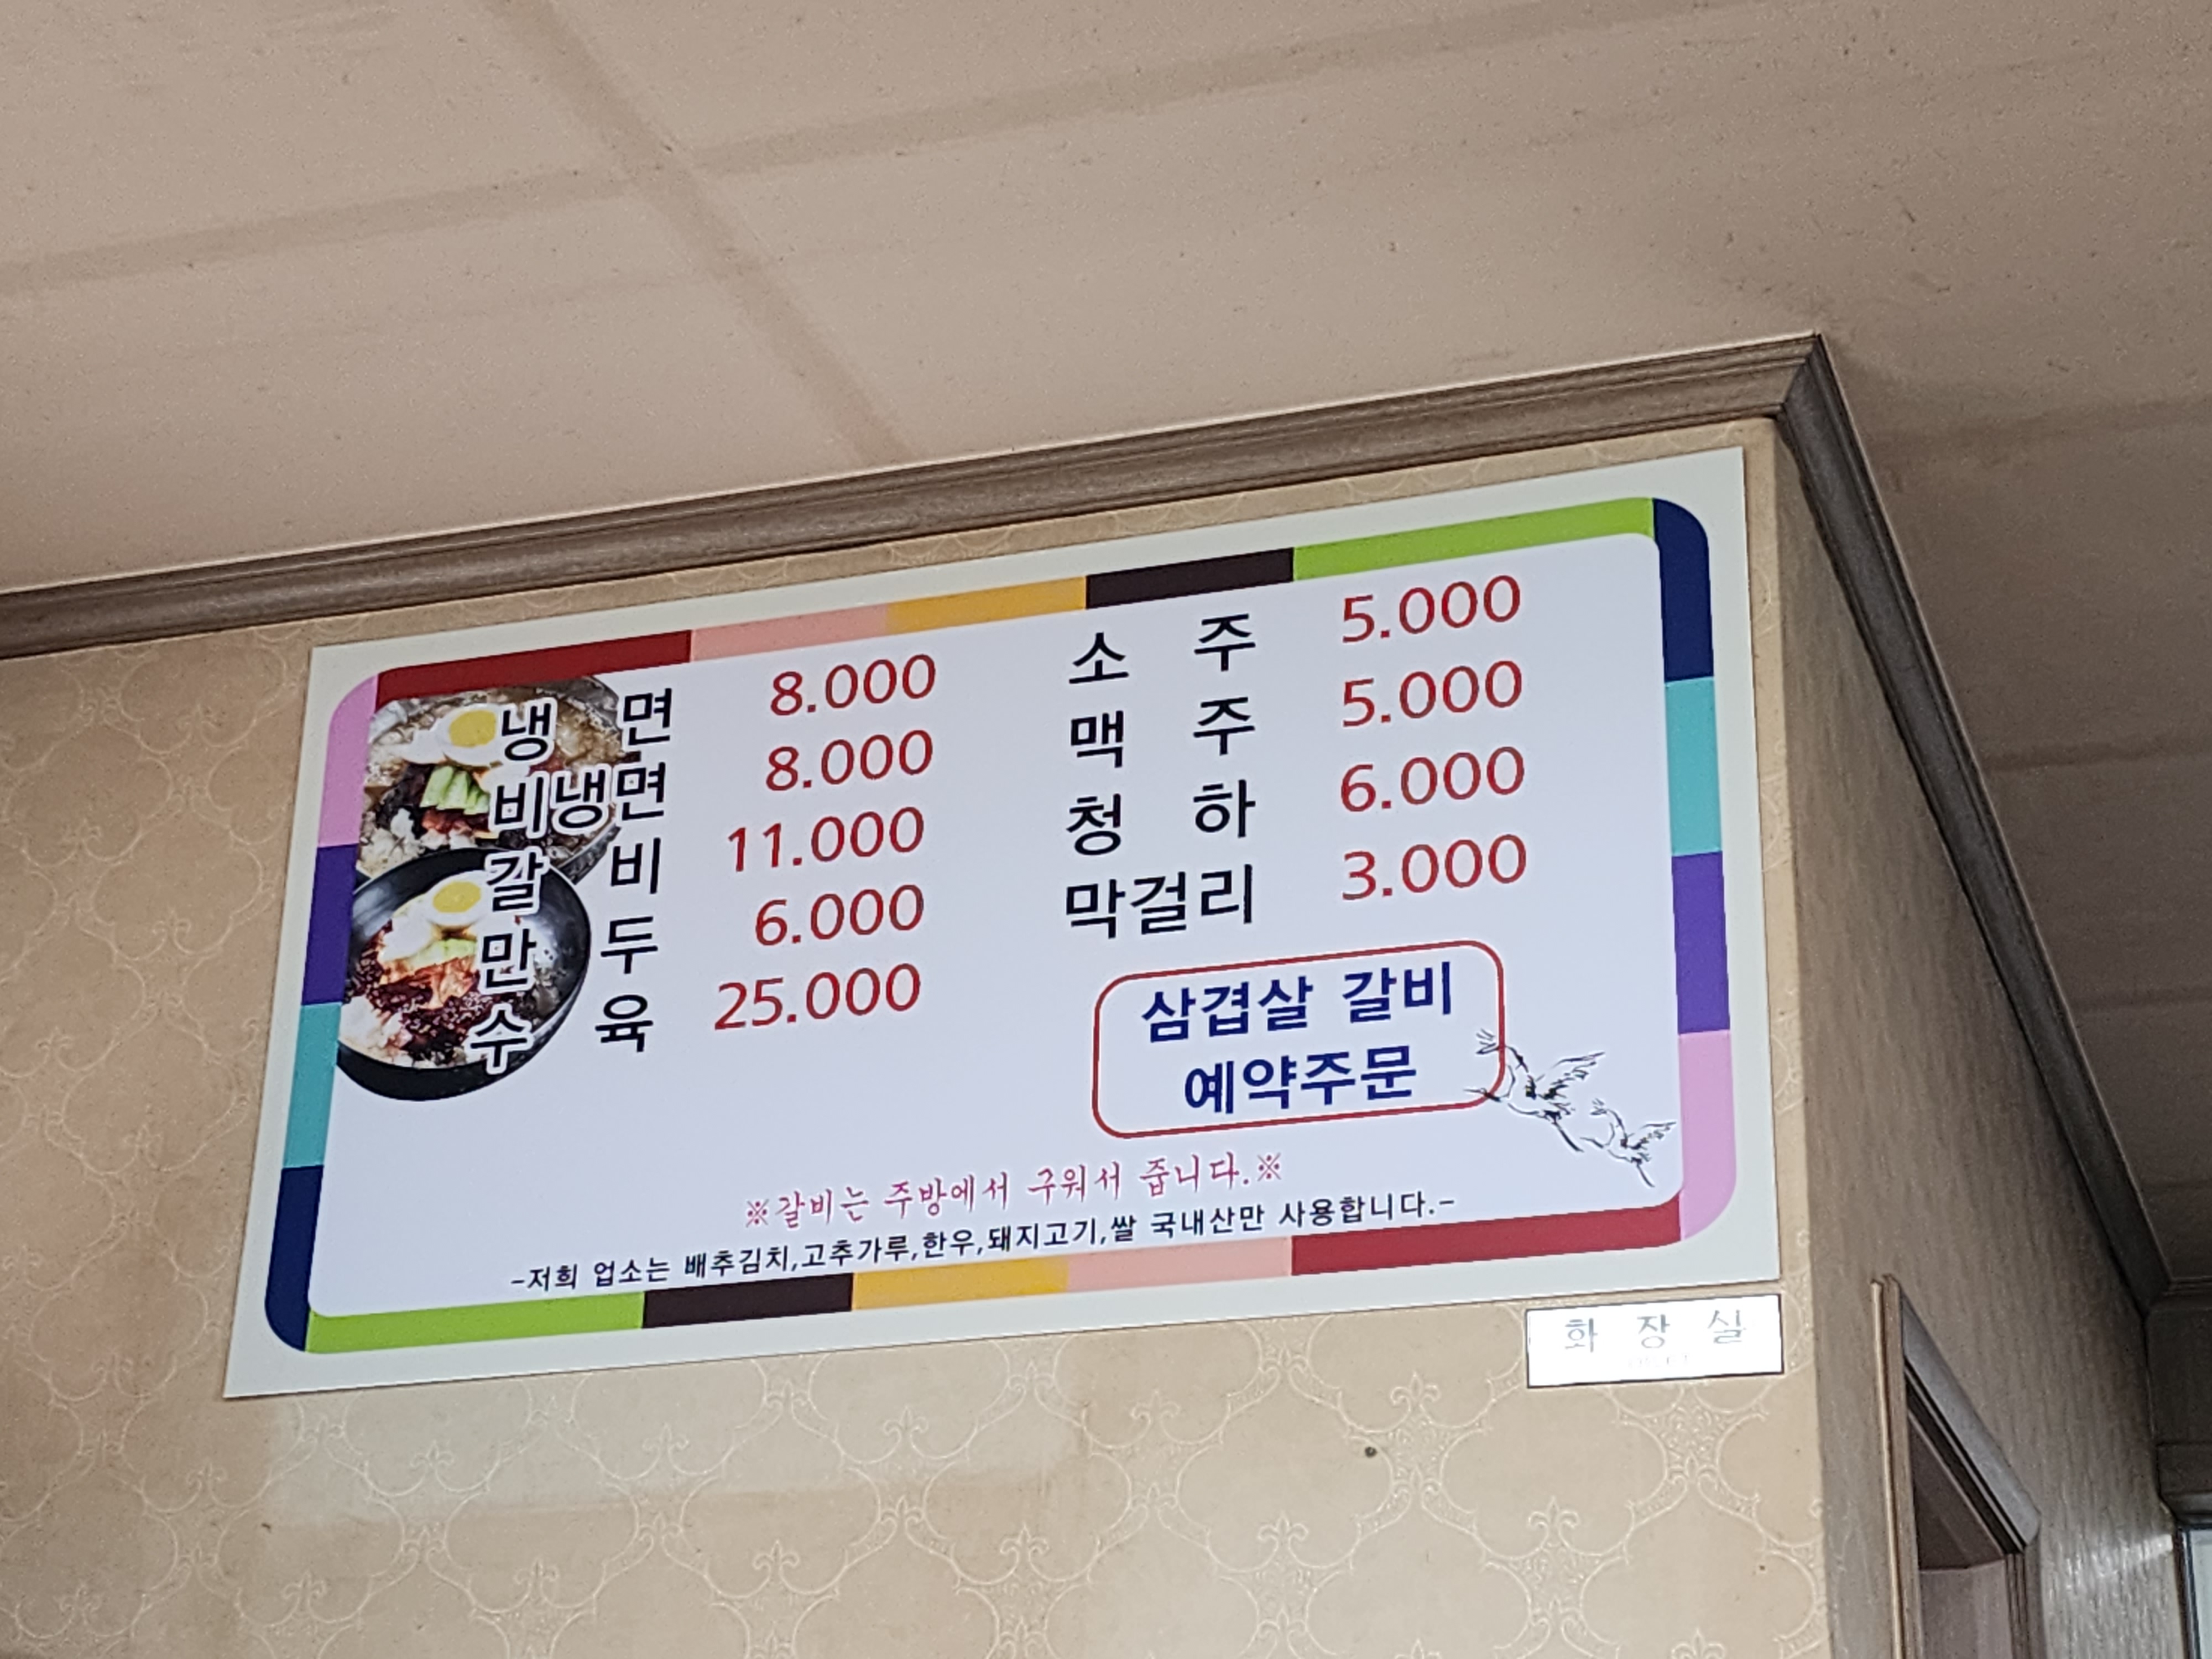 냉 면 8.000
비냉면 8.000
갈 비 11.000
만 두 6.000
수 육 25.000
소 주 5.000
맥 주 5.000
청 하 6.000
막걸리 3.000
삼겹살 갈비
예약주문
※갈비는 주방에서 구워서 줍니다.※
-저희 업소는 배추김치,고추가루,한우,돼지고기,쌀 국내산만 사용합니다.-
화 장 실